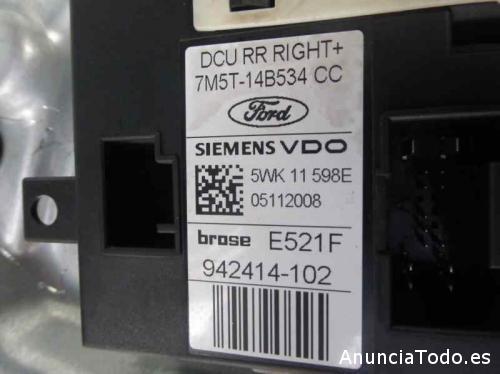 DCU RR RIGHT+
7M5T-14B534 CC
Ford
SIEMENS VDO
5WK 11 598E
05112008
brose E521F
942414-102
AnunciaTodo.es